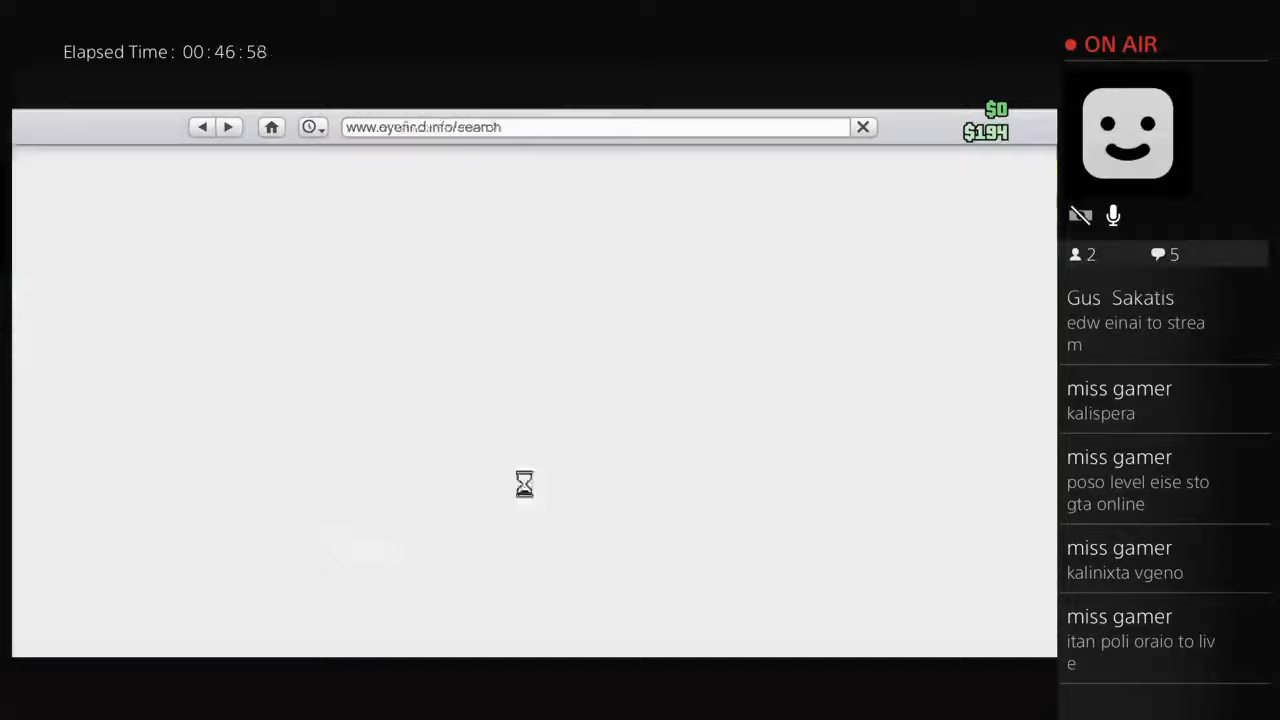 Elapsed Time: 00:46:58
ON AIR
www.eyefind.info/search
$0
$194
2 5
Gus Sakatis
edw einai to strea
m
miss gamer
kalispera
miss gamer
poso level eise sto
gta online
miss gamer
kalinixta vgeno
miss gamer
itan poli oraio to liv
e